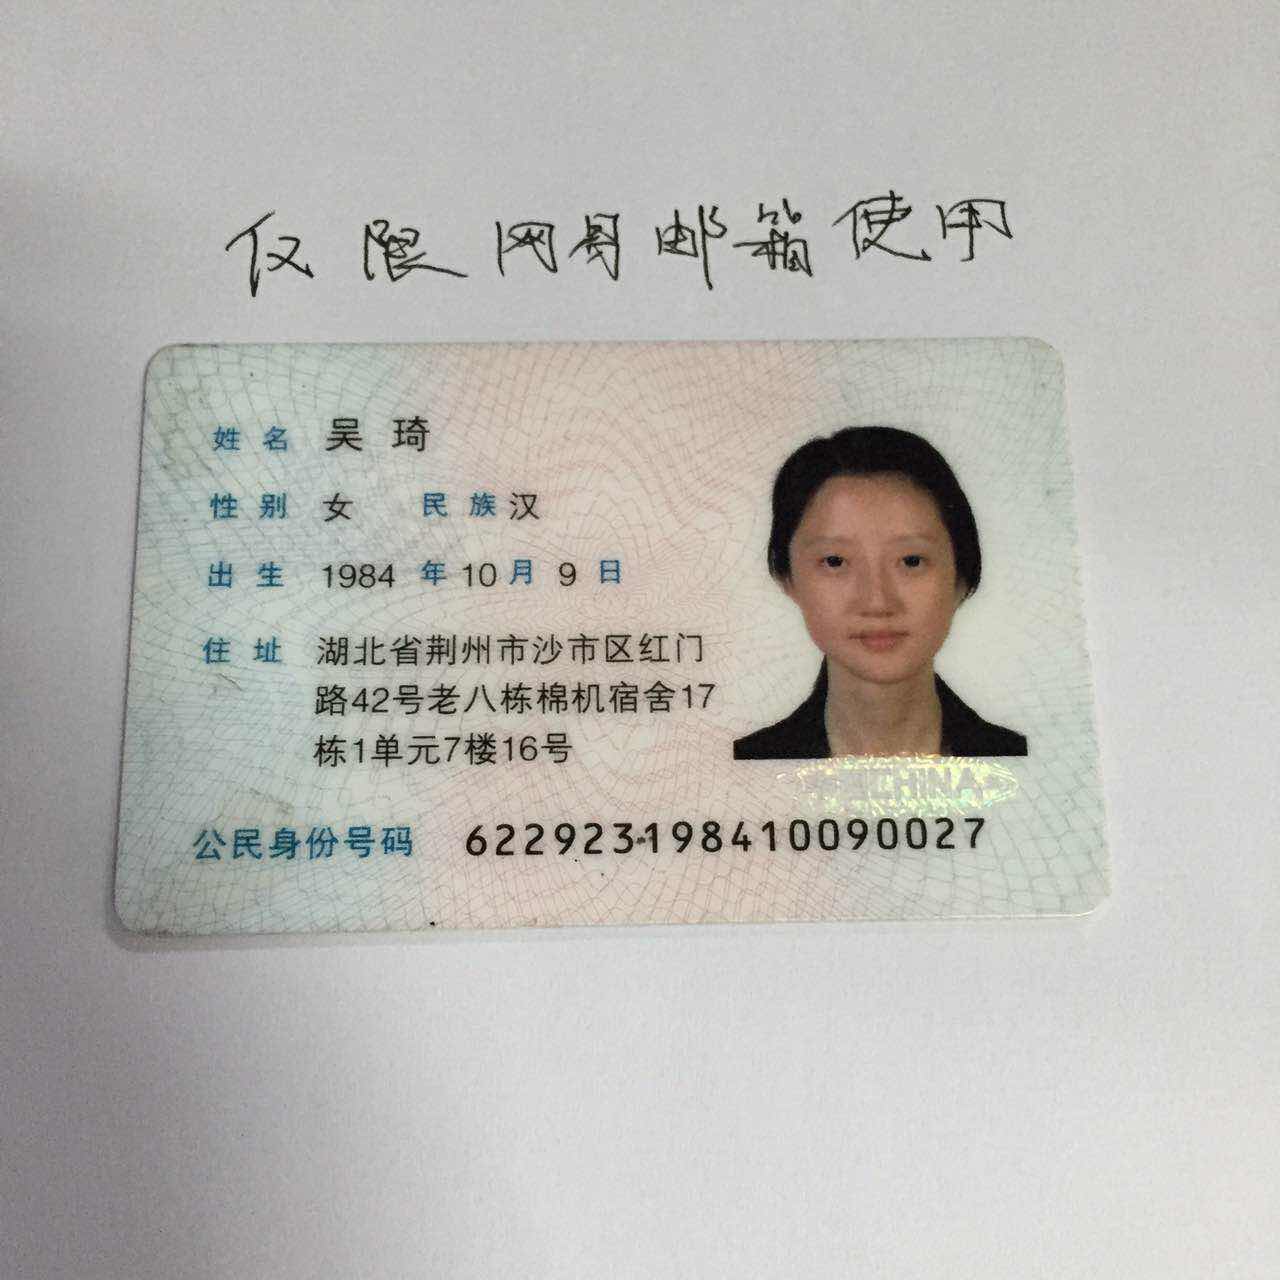 仅限网易邮箱使用
姓名 吴琦
性别 女 民族 汉
出生 1984 年 10 月 9 日
住址 湖北省荆州市沙市区红门
路42号老八栋棉机宿舍17
栋1单元7楼16号
CHINA
公民身份号码 622923198410090027